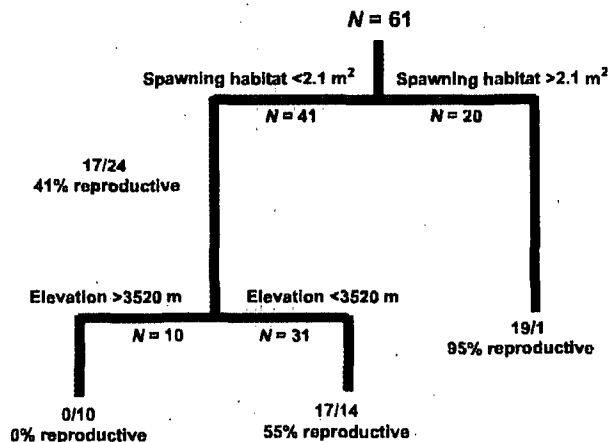 N = 61
Spawning habitat <2.1 m² Spawning habitat >2.1 m²
N = 41 N = 20
17/24
41% reproductive
Elevation >3520 m Elevation <3520 m
N = 10 N = 31
19/1
95% reproductive
0/10
0% reproductive
17/14
55% reproductive